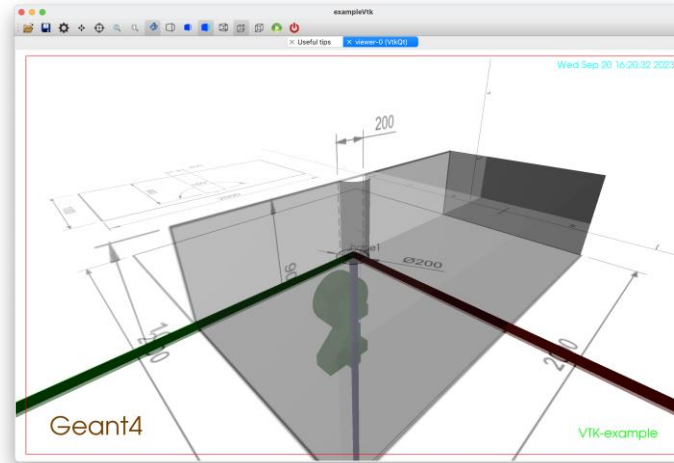 exampleVtk
Useful tips
viewer-0 (VtkQt)
Wed Sep 20 16:20:32 2023
200
Ø200
Geant4
VTK-example